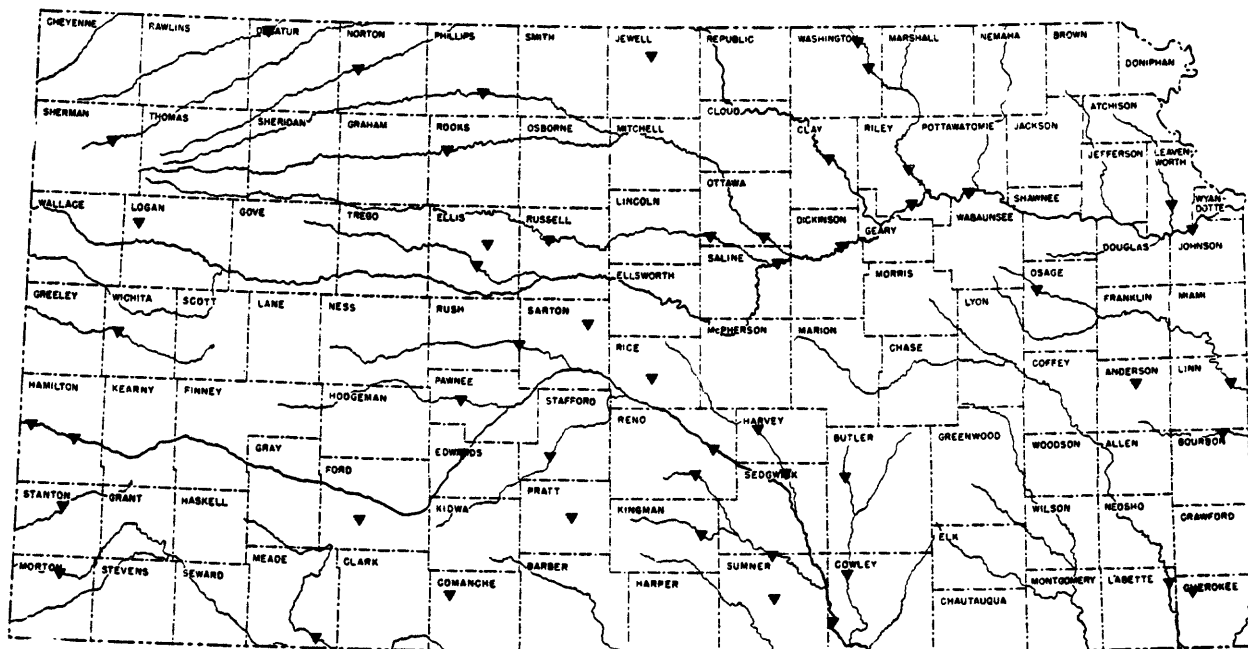 CHEYENNE
RAWLINS
DECATUR
NORTON
PHILLIPS
SMITH
JEWELL
REPUBLIC
WASHINGTON
MARSHALL
NEMAHA
BROWN
DONIPHAN
SHERMAN
THOMAS
SHERIDAN
GRAHAM
ROOKS
OSBORNE
MITCHELL
CLOUD
CLAY
RILEY
POTTAWATOMIE
JACKSON
ATCHISON
JEFFERSON
LEAVEN-
WORTH
WYAN-
DOTTE
WALLACE
LOGAN
GOVE
TREGO
ELLIS
RUSSELL
LINCOLN
OTTAWA
DICKINSON
GEARY
WABAUNSEE
SHAWNEE
DOUGLAS
JOHNSON
SALINE
ELLSWORTH
MORRIS
OSAGE
LYON
FRANKLIN
MIAMI
GREELEY
WICHITA
SCOTT
LANE
NESS
RUSH
SARTON
RICE
McPHERSON
MARION
CHASE
COFFEY
ANDERSON
LINN
HAMILTON
KEARNY
FINNEY
HODGEMAN
PAWNEE
STAFFORD
RENO
HARVEY
BUTLER
GREENWOOD
WOODSON
ALLEN
BOURBON
GRAY
FORD
EDWARDS
SEDGWICK
STANTON
GRANT
HASKELL
KIOWA
PRATT
KINGMAN
WILSON
NEOSHO
CRAWFORD
ELK
MORTON
STEVENS
SEWARD
MEADE
CLARK
COMANCHE
BARBER
HARPER
SUMNER
COWLEY
CHAUTAUQUA
MONTGOMERY
LABETTE
CHEROKEE